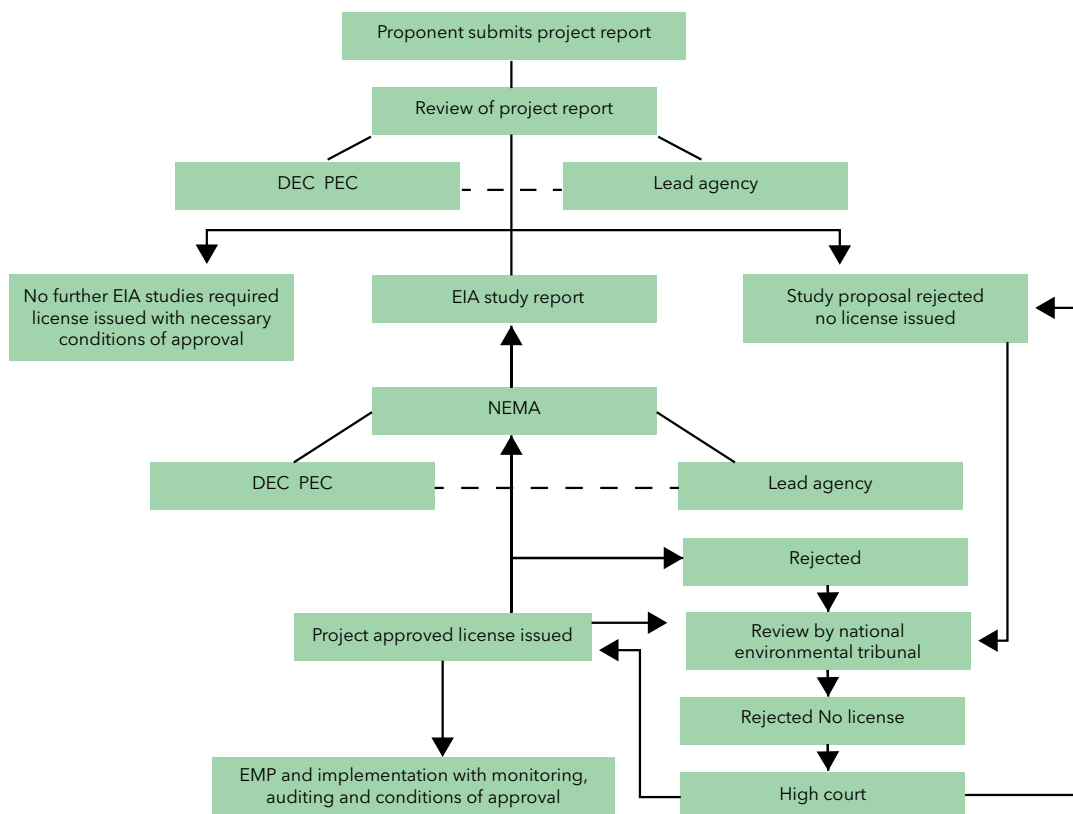 Proponent submits project report
Review of project report
DEC PEC
Lead agency
No further EIA studies required
license issued with necessary
conditions of approval
EIA study report
Study proposal rejected
no license issued
NEMA
DEC PEC
Lead agency
Rejected
Project approved license issued
Review by national
environmental tribunal
Rejected No license
EMP and implementation with monitoring,
auditing and conditions of approval
High court